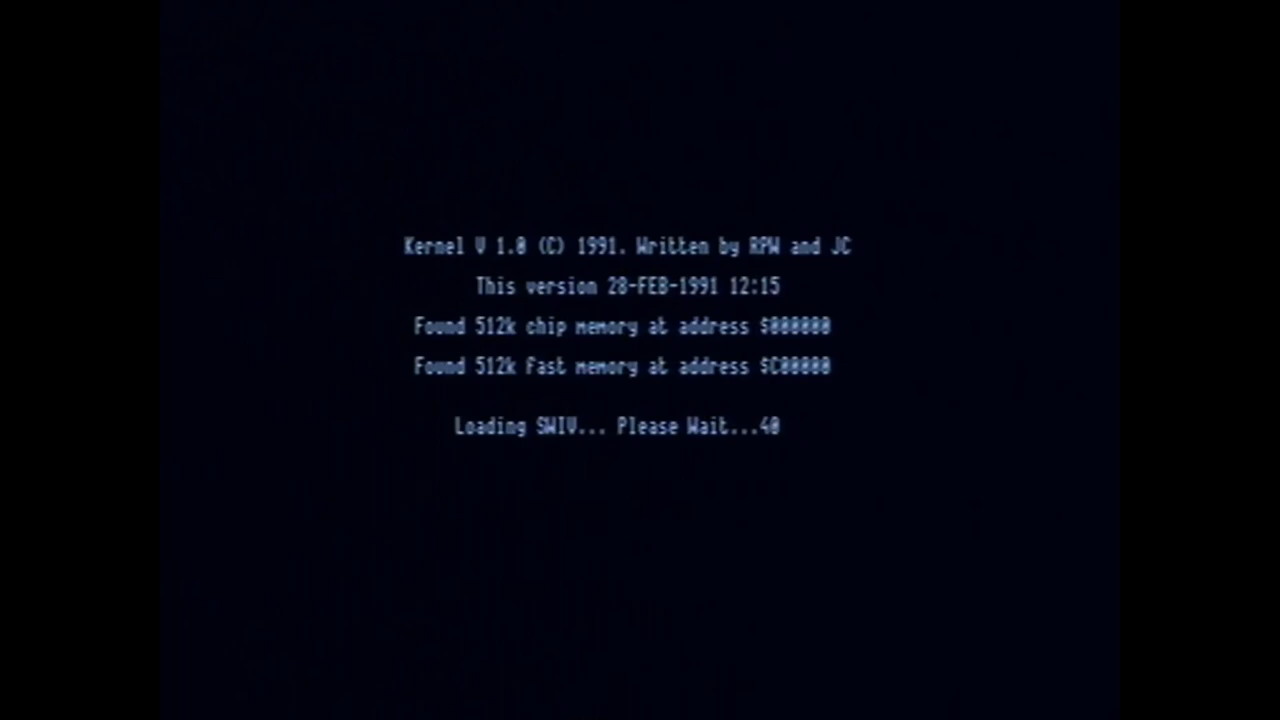 Kernel V 1.0 (C) 1991. Written by RPW and JC
This version 28-FEB-1991 12:15
Found 512k chip memory at address $000000
Found 512k fast memory at address $C00000
Loading SWIV... Please Wait...40